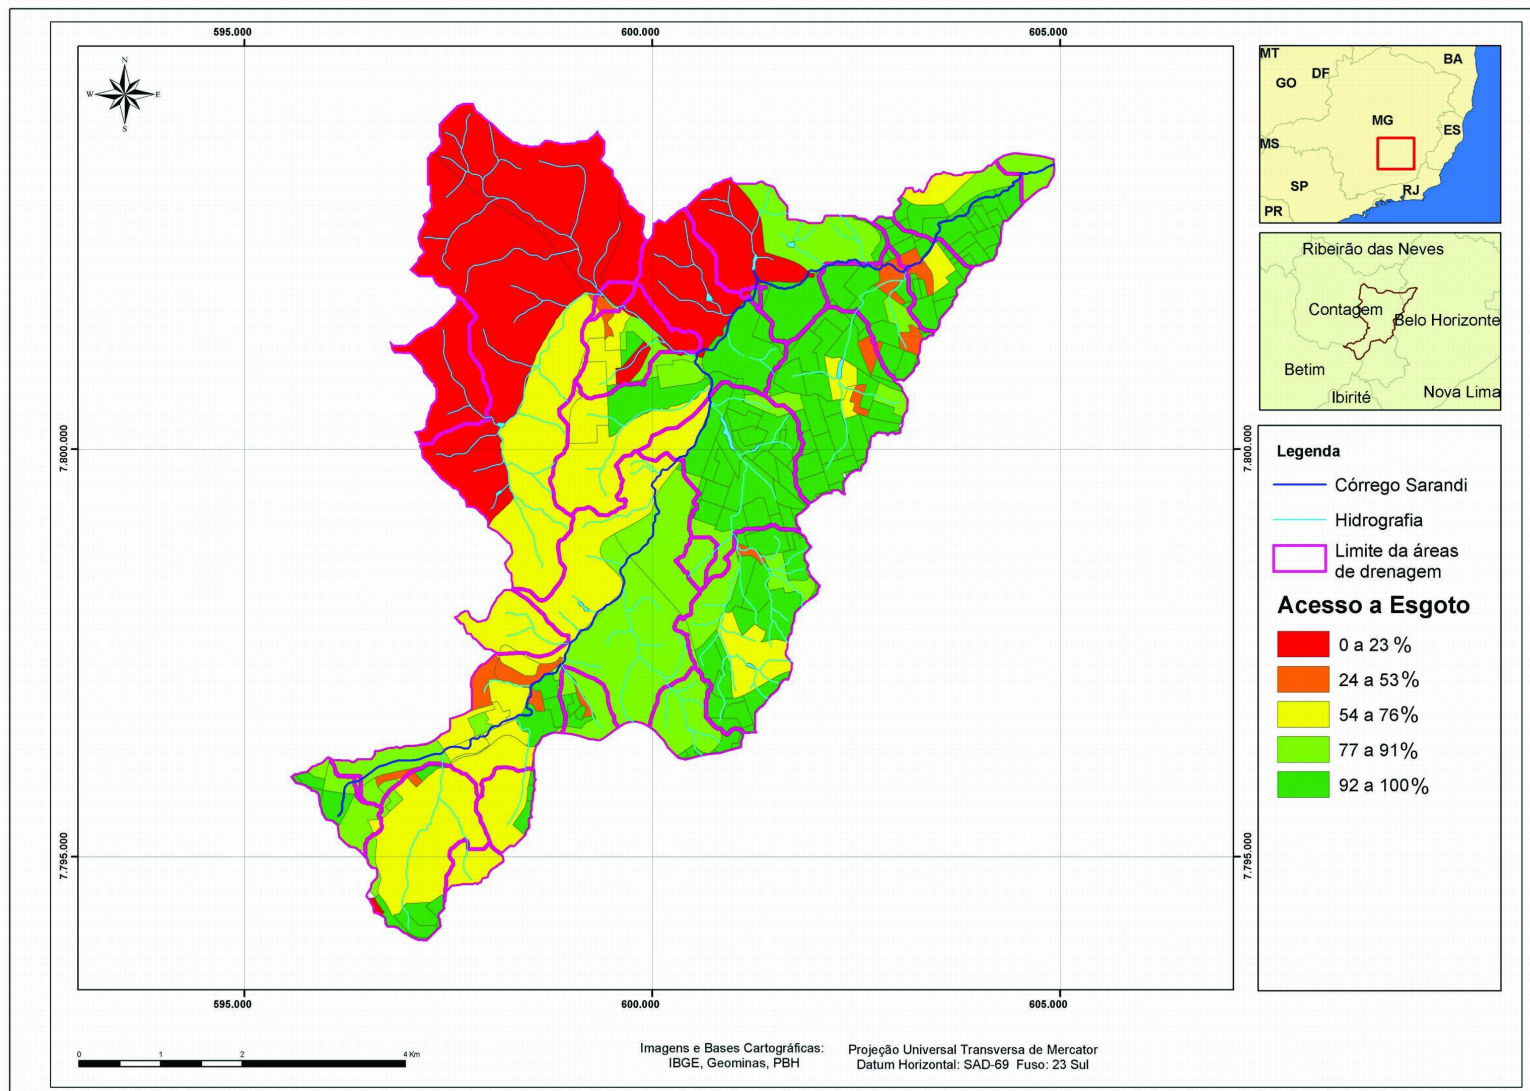 595.000
600.000
605.000
N
W
E
S
7.800.000
7.800.000
7.795.000
7.795.000
595.000
600.000
605.000
MT
GO
DF
BA
MG
ES
MS
SP
RJ
PR
Ribeirão das Neves
Contagem
Belo Horizonte
Betim
Ibirité
Nova Lima
Legenda
Córrego Sarandi
Hidrografia
Limite da áreas
de drenagem
Acesso a Esgoto
0 a 23 %
24 a 53%
54 a 76%
77 a 91%
92 a 100%
0
1
2
4 Km
Imagens e Bases Cartográficas:
IBGE, Geominas, PBH
Projeção Universal Transversa de Mercator
Datum Horizontal: SAD-69 Fuso: 23 Sul